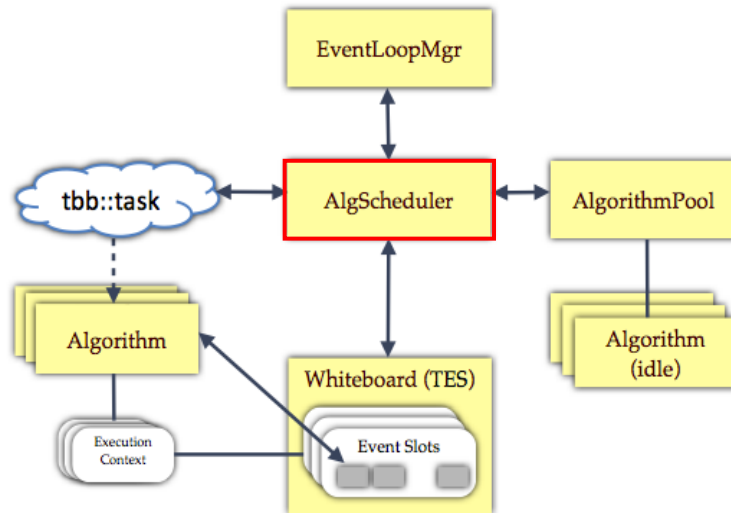 EventLoopMgr
tbb::task
AlgScheduler
AlgorithmPool
Algorithm
Algorithm
(idle)
Whiteboard (TES)
Execution
Context
Event Slots